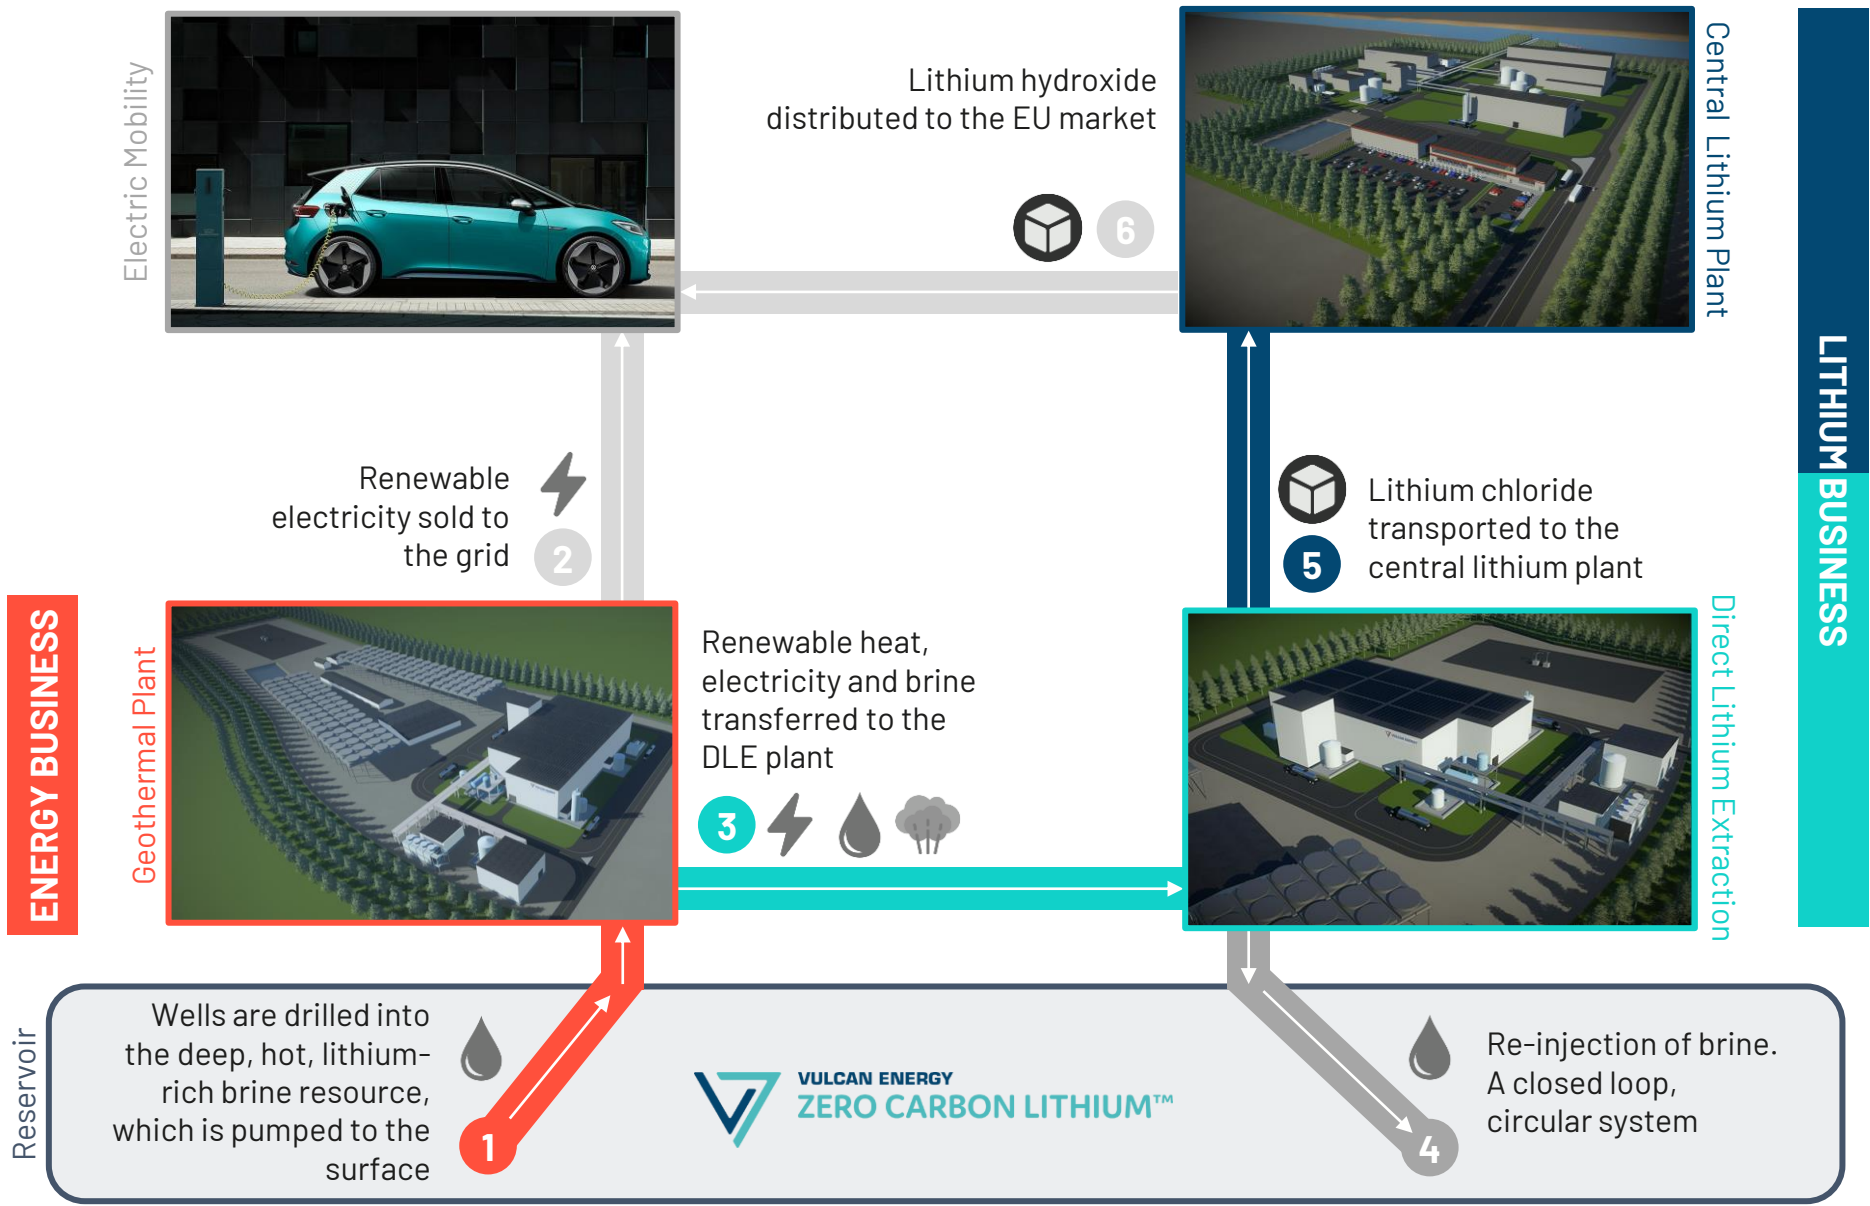 Electric Mobility
Lithium hydroxide
distributed to the EU market
6
Central Lithium Plant
LITHIUM BUSINESS
Renewable
electricity sold to
the grid
2
5
Lithium chloride
transported to the
central lithium plant
ENERGY BUSINESS
Geothermal Plant
Renewable heat,
electricity and brine
transferred to the
DLE plant
3
Direct Lithium Extraction
Reservoir
Wells are drilled into
the deep, hot, lithium-
rich brine resource,
which is pumped to the
surface
1
VULCAN ENERGY
ZERO CARBON LITHIUM™
4
Re-injection of brine.
A closed loop,
circular system